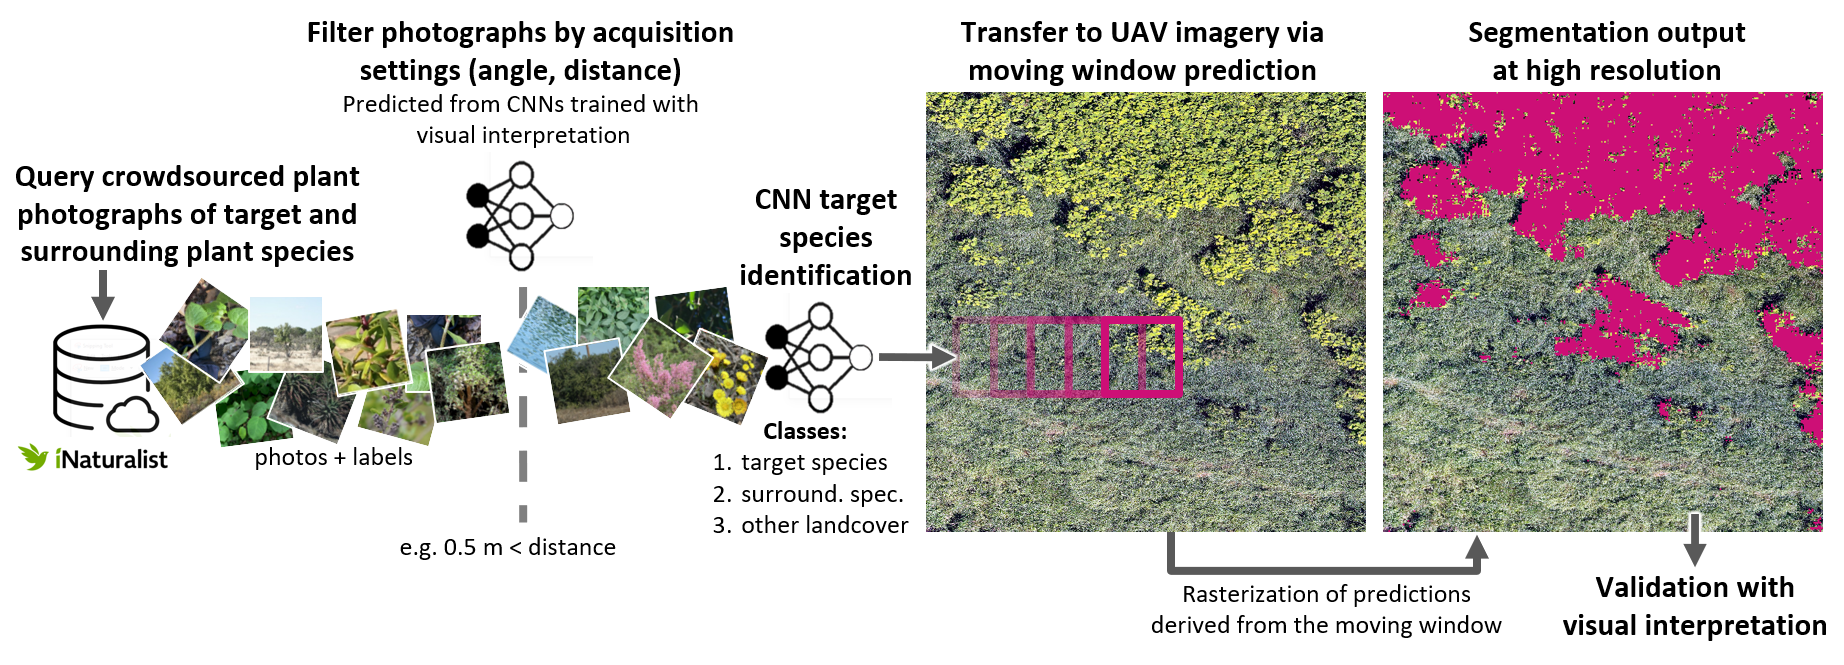 Query crowdsourced plant
photographs of target and
surrounding plant species
iNaturalist
photos + labels
Filter photographs by acquisition
settings (angle, distance)
Predicted from CNNs trained with
visual interpretation
e.g. 0.5 m < distance
CNN target
species
identification
Classes:
1. target species
2. surround. spec.
3. other landcover
Transfer to UAV imagery via
moving window prediction
Rasterization of predictions
derived from the moving window
Segmentation output
at high resolution
Validation with
visual interpretation